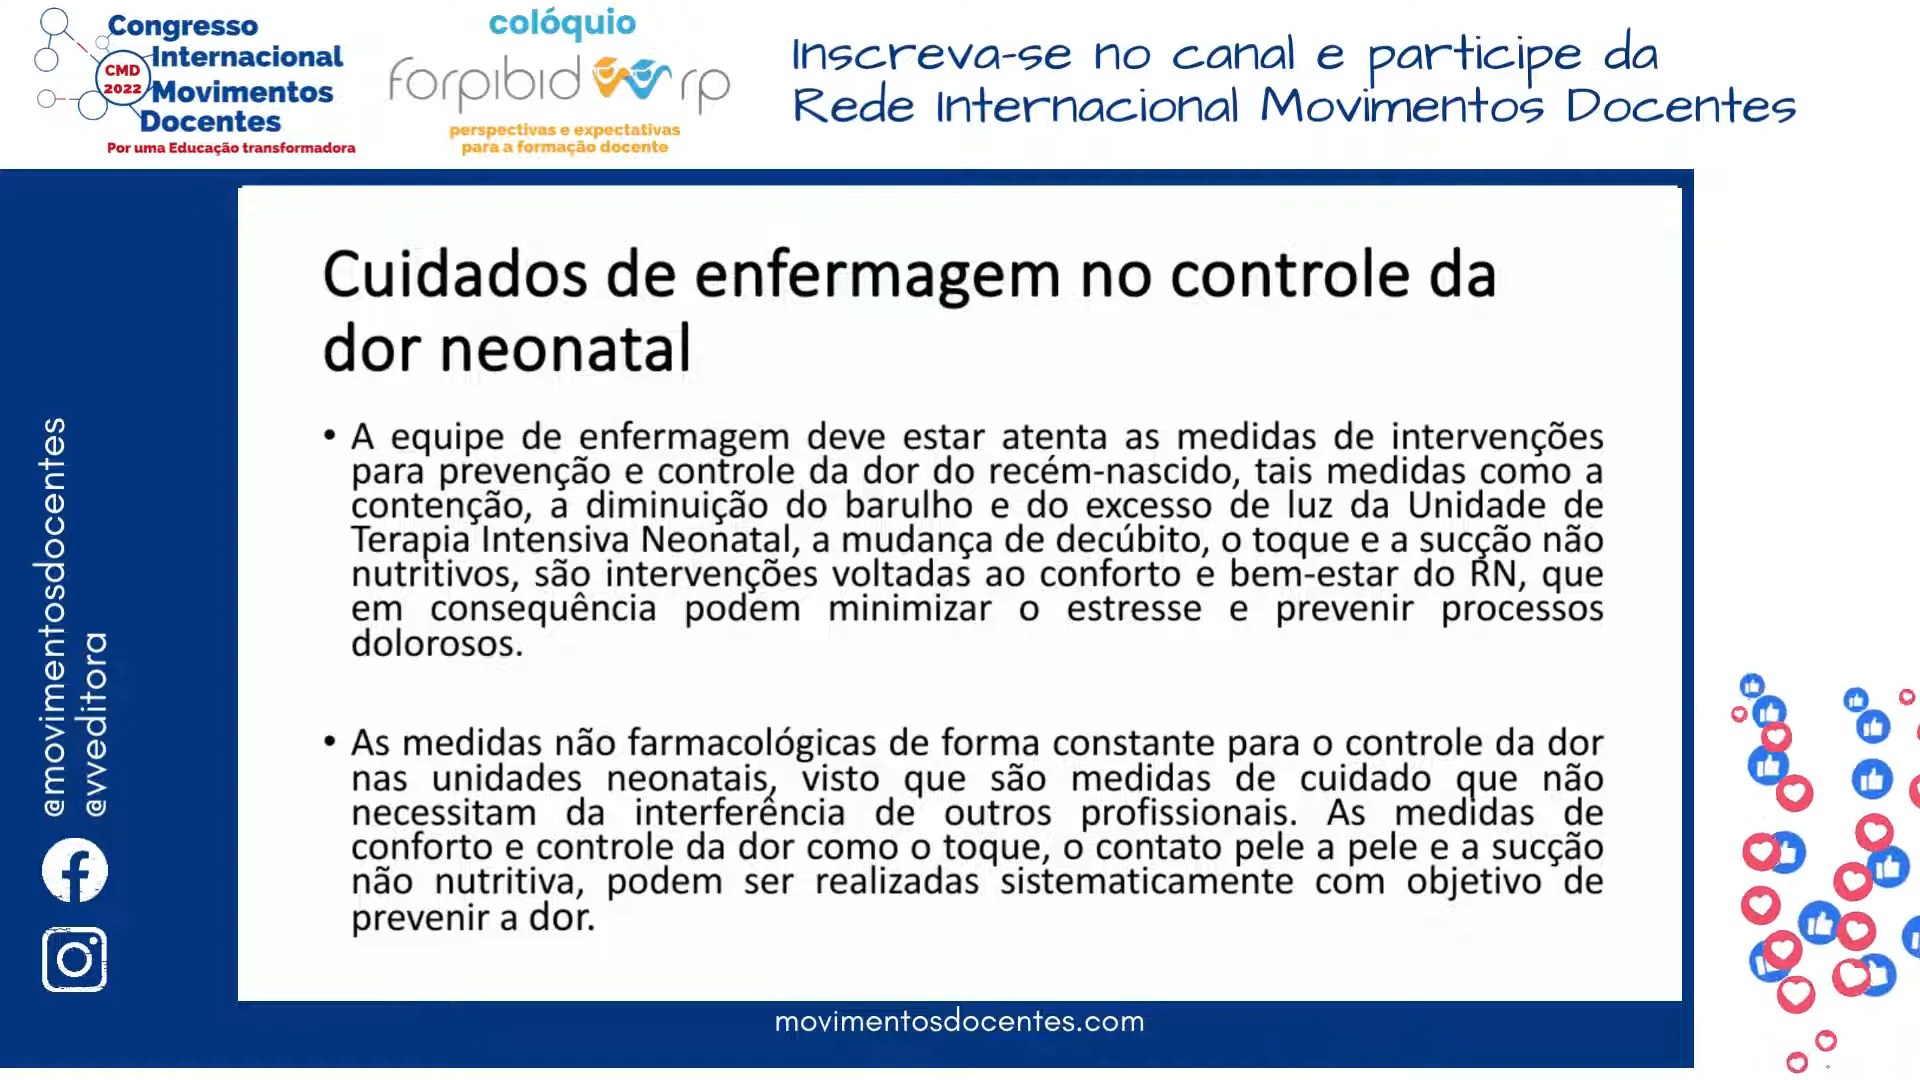 Congresso
Internacional
CMD
2022
Movimentos
Docentes
Por uma Educação transformadora
colóquio
forpibid rp
perspectivas e expectativas
para a formação docente
Inscreva-se no canal e participe da
Rede Internacional Movimentos Docentes
Cuidados de enfermagem no controle da
dor neonatal
• A equipe de enfermagem deve estar atenta as medidas de intervenções
para prevenção e controle da dor do recém-nascido, tais medidas como a
contenção, a diminuição do barulho e do excesso de luz da Unidade de
Terapia Intensiva Neonatal, a mudança de decúbito, o toque e a sucção não
nutritivos, são intervenções voltadas ao conforto e bem-estar do RN, que
em consequência podem minimizar o estresse e prevenir processos
dolorosos.
• As medidas não farmacológicas de forma constante para o controle da dor
nas unidades neonatais, visto que são medidas de cuidado que não
necessitam da interferência de outros profissionais. As medidas de
conforto e controle da dor como o toque, o contato pele a pele e a sucção
não nutritiva, podem ser realizadas sistematicamente com objetivo de
prevenir a dor.
@movimentosdocentes
@vveditora
movimentosdocentes.com